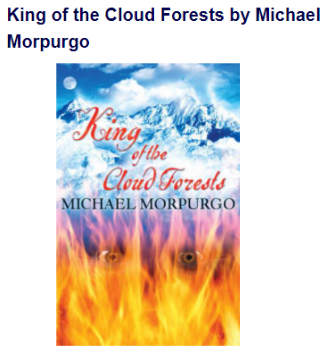 King of the Cloud Forests by Michael
Morpurgo
King
of the
Cloud Forests
MICHAEL MORPURGO